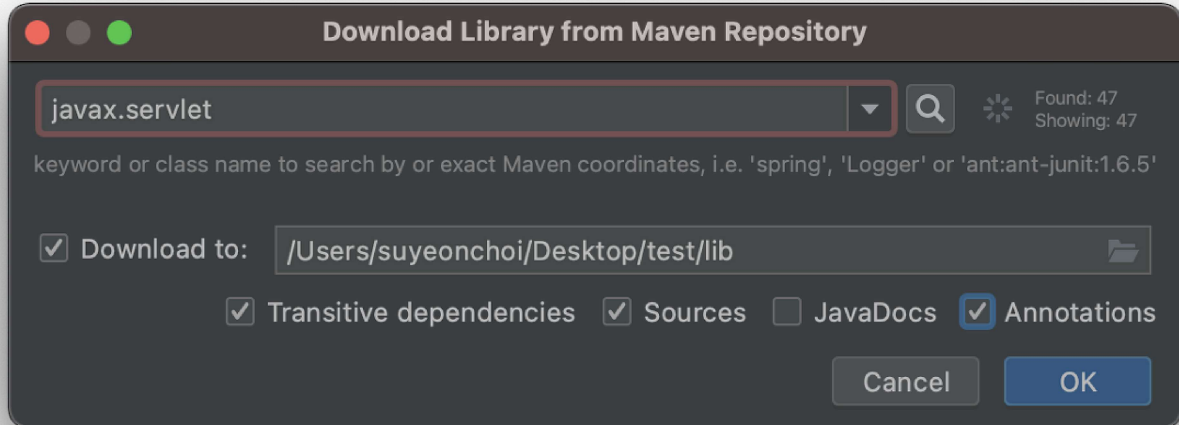 Download Library from Maven Repository
javax.servlet
Found: 47
Showing: 47
keyword or class name to search by or exact Maven coordinates, i.e. 'spring', 'Logger' or 'ant:ant-junit:1.6.5'
Download to: /Users/suyeonchoi/Desktop/test/lib
Transitive dependencies Sources JavaDocs Annotations
Cancel OK